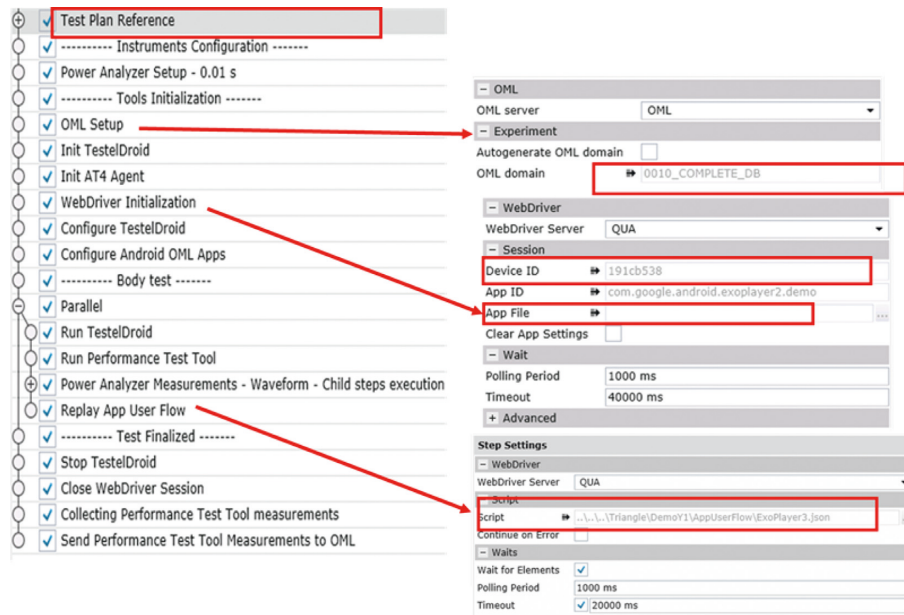 Test Plan Reference
---------- Instruments Configuration -------
Power Analyzer Setup - 0.01 s
---------- Tools Initialization -------
OML Setup
Init TestelDroid
Init AT4 Agent
WebDriver Initialization
Configure TestelDroid
Configure Android OML Apps
---------- Body test -------
Parallel
Run TestelDroid
Run Performance Test Tool
Power Analyzer Measurements - Waveform - Child steps execution
Replay App User Flow
---------- Test Finalized -------
Stop TestelDroid
Close WebDriver Session
Collecting Performance Test Tool measurements
Send Performance Test Tool Measurements to OML
OML
OML server OML
Experiment
Autogenerate OML domain
OML domain 0010_COMPLETE_DB
WebDriver
WebDriver Server QUA
Session
Device ID 191cb538
App ID com.google.android.exoplayer2.demo
App File ...
Clear App Settings
Wait
Polling Period 1000 ms
Timeout 40000 ms
+ Advanced
Step Settings
WebDriver
WebDriver Server QUA
Script
Script ..\..\..\Triangle\DemoY1\AppUserFlow\ExoPlayer3.json
Continue on Error
Waits
Wait for Elements
Polling Period 1000 ms
Timeout 20000 ms